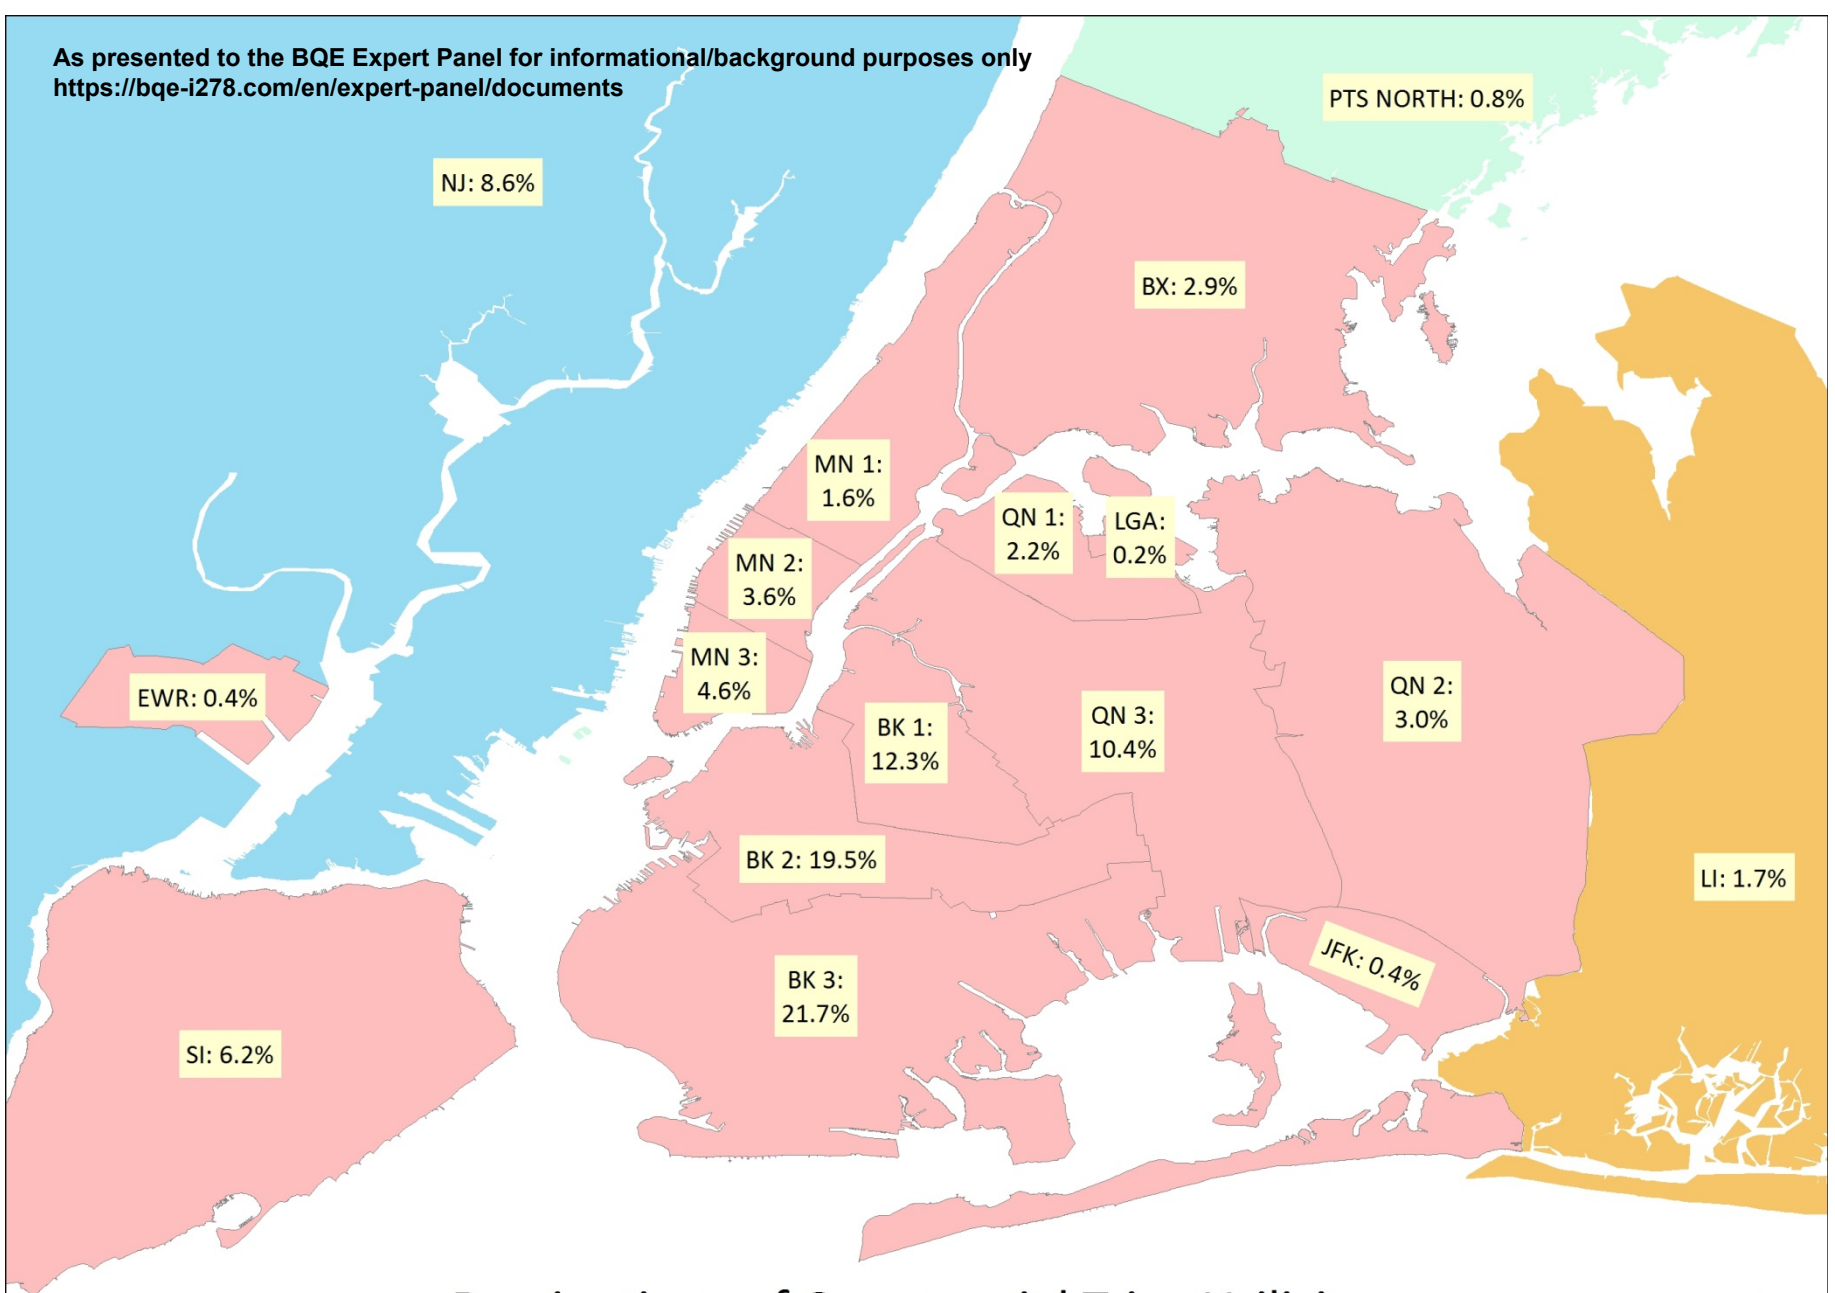 As presented to the BQE Expert Panel for informational/background purposes only
https://bqe-i278.com/en/expert-panel/documents
PTS NORTH: 0.8%
NJ: 8.6%
BX: 2.9%
MN 1:
1.6%
QN 1:
2.2%
LGA:
0.2%
MN 2:
3.6%
MN 3:
4.6%
EWR: 0.4%
QN 2:
3.0%
QN 3:
10.4%
BK 1:
12.3%
BK 2: 19.5%
LI: 1.7%
JFK: 0.4%
BK 3:
21.7%
SI: 6.2%